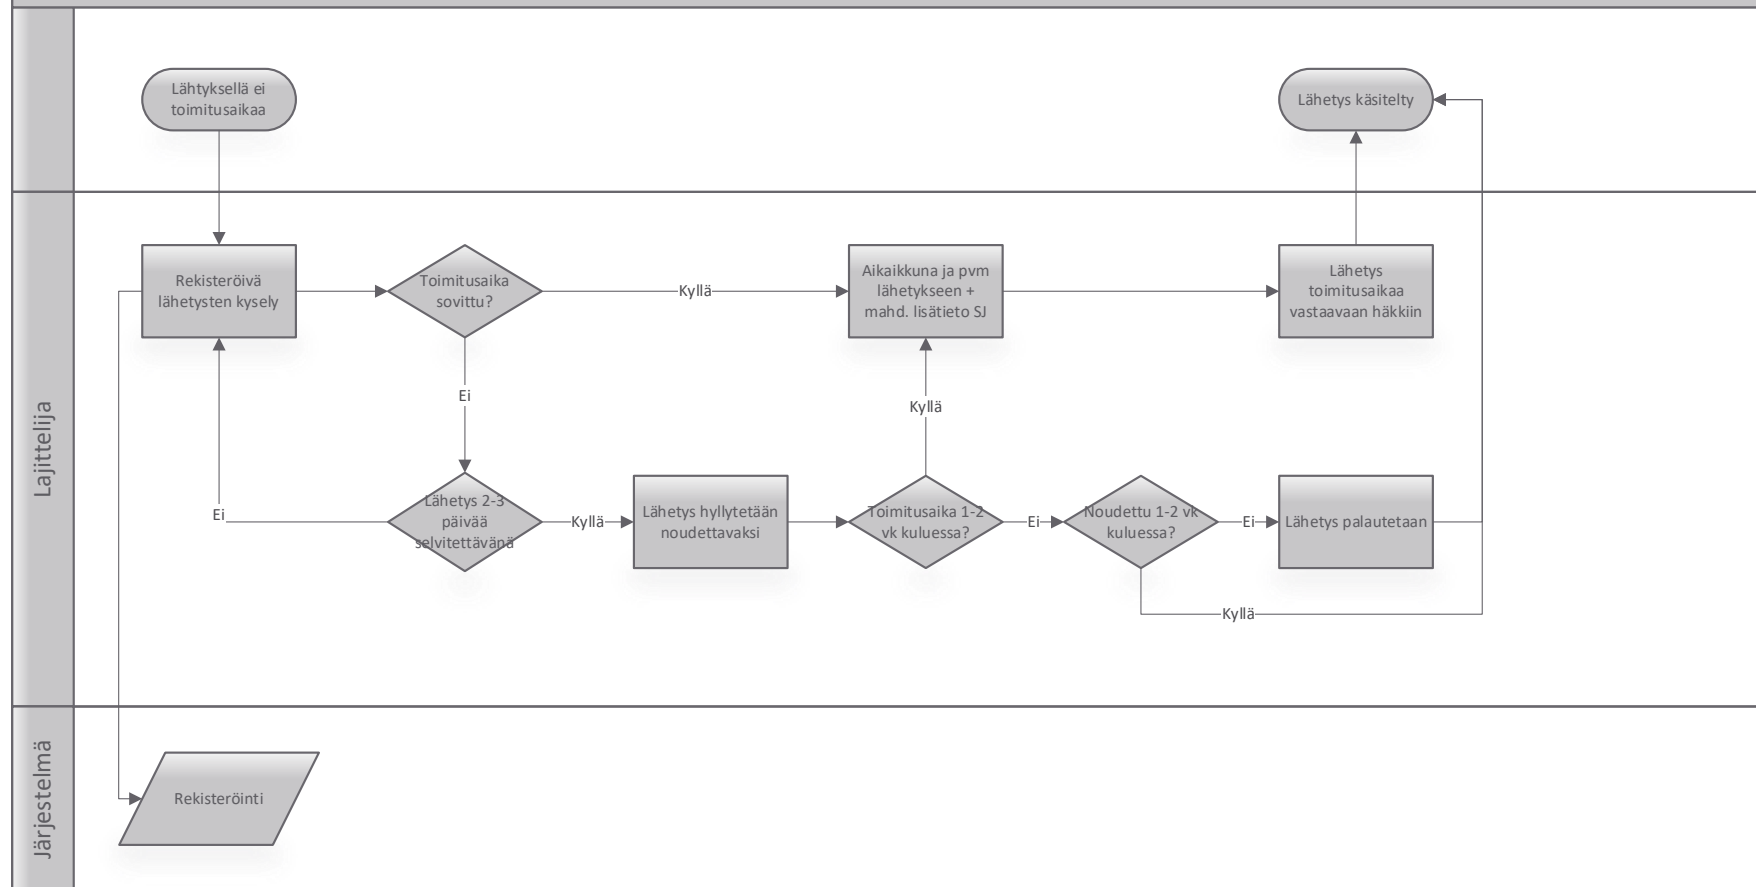 Lähtyksellä ei
toimitusaikaa
Lähetys käsitelty
Lajittelija
Rekisteröivä
lähetysten kysely
Toimitusaika
sovittu?
Kyllä
Aikaikkuna ja pvm
lähetykseen +
mahd. lisätieto SJ
Lähetys
toimitusaikaa
vastaavaan häkkiin
Ei
Kyllä
Ei
Lähetys 2-3
päivää
selvitettävänä
Kyllä
Lähetys hyllytetään
noudettavaksi
Toimitusaika 1-2
vk kuluessa?
Ei
Noudettu 1-2 vk
kuluessa?
Ei
Lähetys palautetaan
Kyllä
Järjestelmä
Rekisteröinti